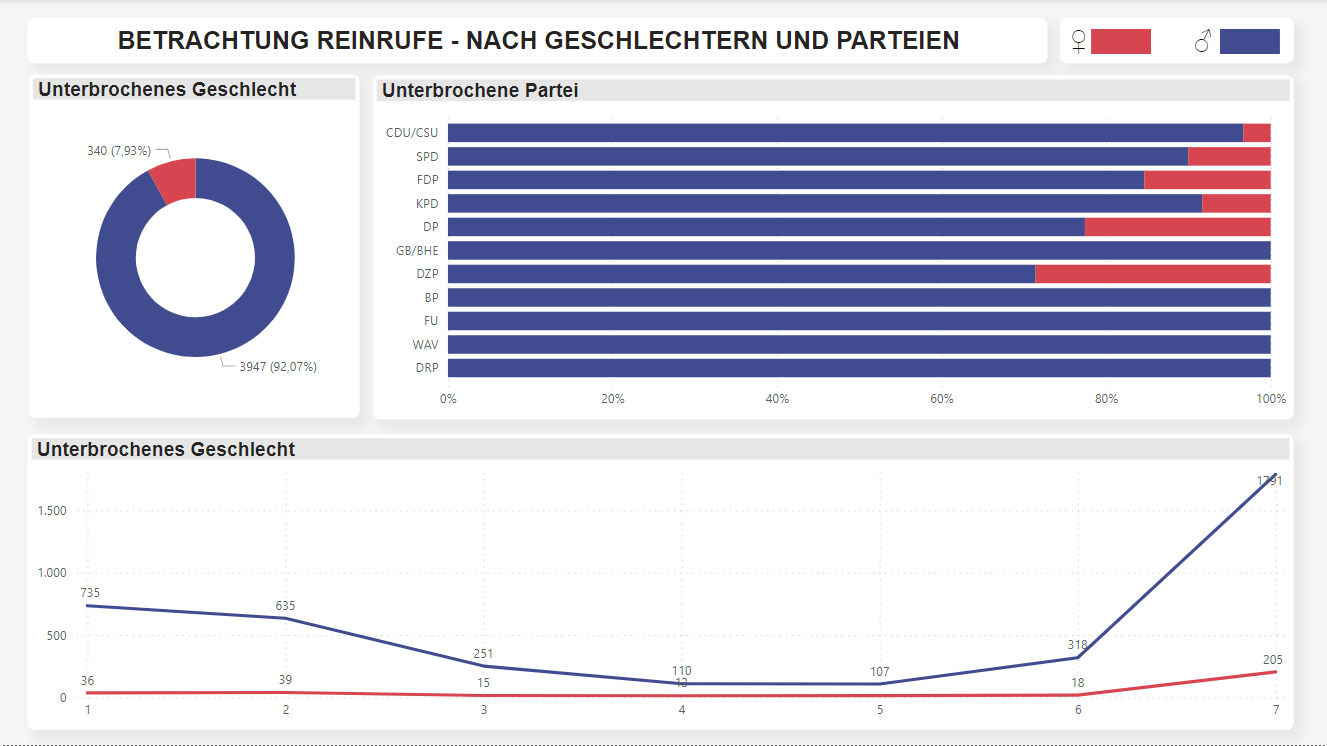 BETRACHTUNG REINRUFE - NACH GESCHLECHTERN UND PARTEIEN
♀ ♂
Unterbrochenes Geschlecht
340 (7,93%)
3947 (92,07%)
Unterbrochene Partei
CDU/CSU
SPD
FDP
KPD
DP
GB/BHE
DZP
BP
FU
WAV
DRP
0% 20% 40% 60% 80% 100%
Unterbrochenes Geschlecht
1.500
1.000
500
0
735 635 251 110 107 318 1791
36 39 15 13 18 205
1 2 3 4 5 6 7